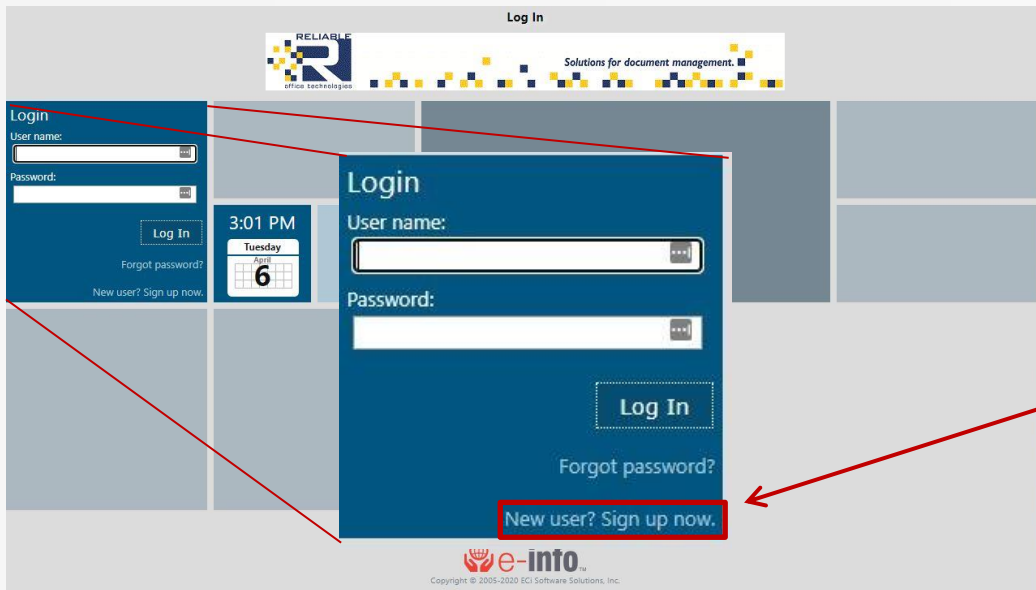 Log In
RELIABLE
R
office technologies
Solutions for document management.
Login
User name:
Password:
Log In
Forgot password?
New user? Sign up now.
3:01 PM
Tuesday
April
6
Login
User name:
Password:
Log In
Forgot password?
New user? Sign up now.
e-info™
Copyright © 2005-2020 ECi Software Solutions, Inc.